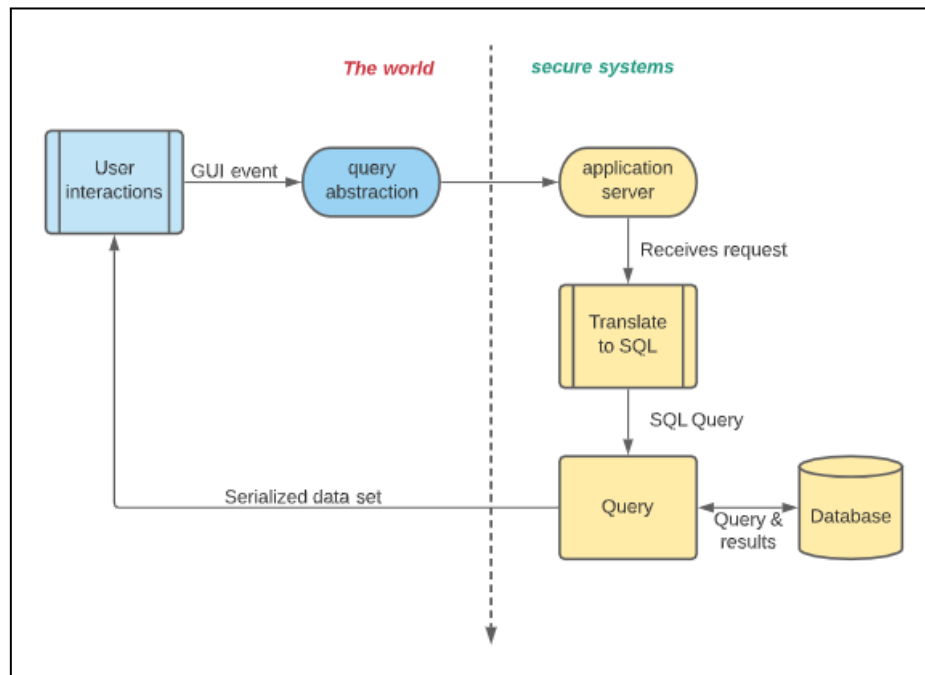 The world
secure systems
User
interactions
GUI event
query
abstraction
application
server
Receives request
Translate
to SQL
SQL Query
Serialized data set
Query
Query &
results
Database